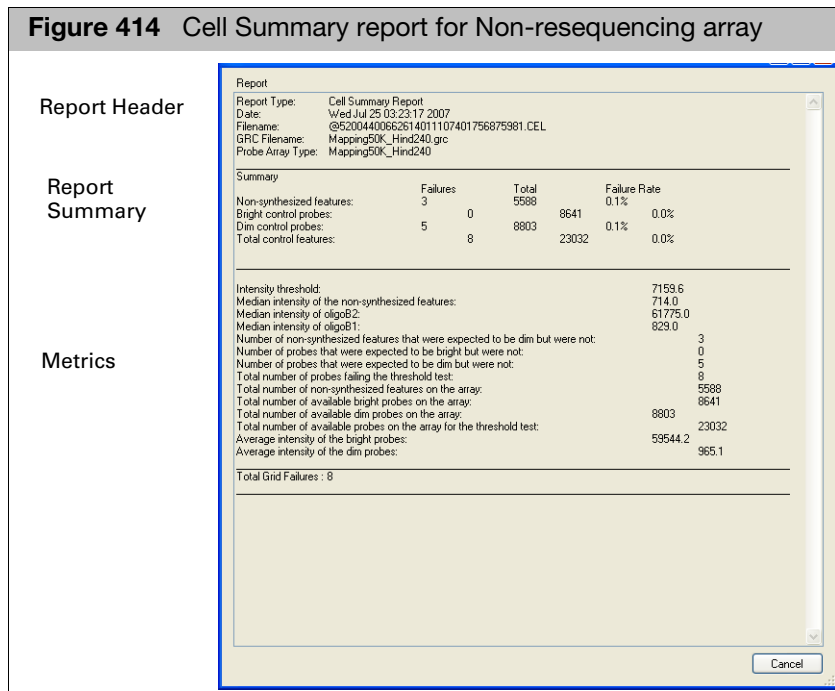 Figure 414 Cell Summary report for Non-resequencing array
Report Header
Report
Report Type: Cell Summary Report
Date: Wed Jul 25 03:23:17 2007
Filename: @52004400662614011107401756875981.CEL
GRC Filename: Mapping50K_Hind240.grc
Probe Array Type: Mapping50K_Hind240
Report
Summary
Summary
Failures Total Failure Rate
Non-synthesized features: 3 5588 0.1%
Bright control probes: 0 8641 0.0%
Dim control probes: 5 8803 0.1%
Total control features: 8 23032 0.0%
Metrics
Intensity threshold: 7159.6
Median intensity of the non-synthesized features: 714.0
Median intensity of oligoB2: 61775.0
Median intensity of oligoB1: 829.0
Number of non-synthesized features that were expected to be dim but were not: 3
Number of probes that were expected to be bright but were not: 0
Number of probes that were expected to be dim but were not: 5
Total number of probes failing the threshold test: 8
Total number of non-synthesized features on the array: 5588
Total number of available bright probes on the array: 8641
Total number of available dim probes on the array: 8803
Total number of available probes on the array for the threshold test: 23032
Average intensity of the bright probes: 59544.2
Average intensity of the dim probes: 965.1
Total Grid Failures : 8
Cancel